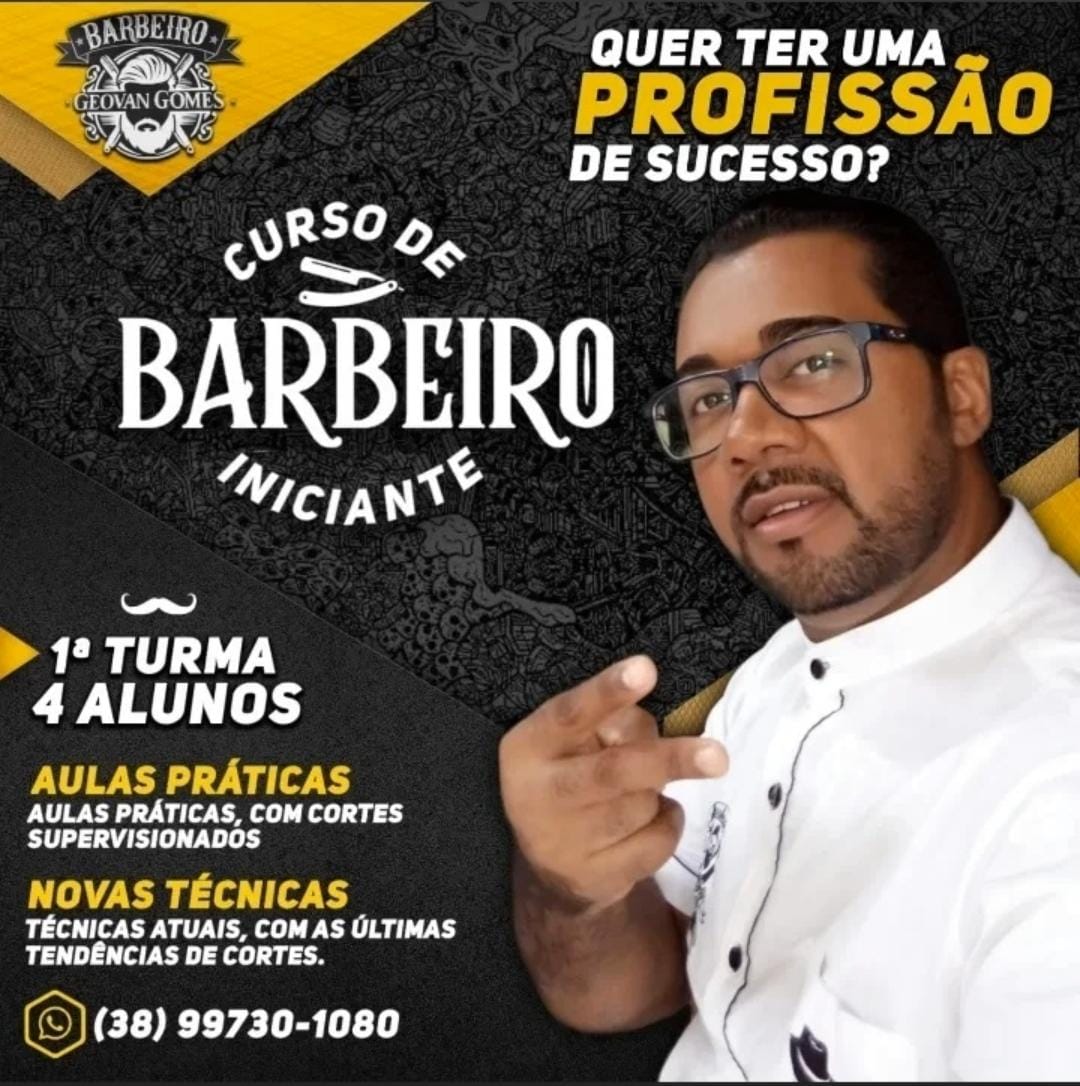 BARBEIRO
GEOVAN GOMES
QUER TER UMA
PROFISSÃO
DE SUCESSO?
CURSO DE
BARBEIRO
INICIANTE
1ª TURMA
4 ALUNOS
AULAS PRÁTICAS
AULAS PRÁTICAS, COM CORTES
SUPERVISIONADOS
NOVAS TÉCNICAS
TÉCNICAS ATUAIS, COM AS ÚLTIMAS
TENDÊNCIAS DE CORTES.
(38) 99730-1080